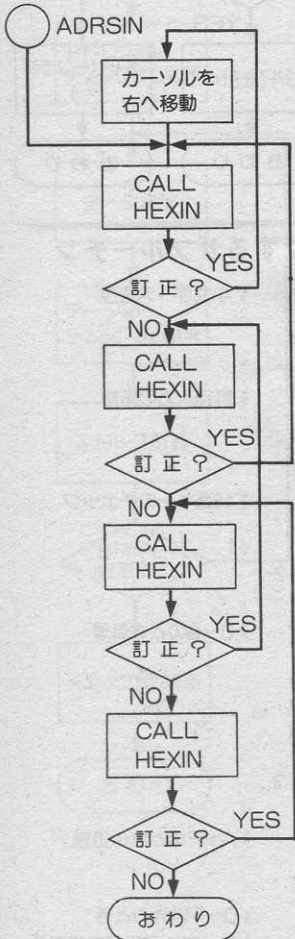 ADRSIN
カーソルを
右へ移動
CALL
HEXIN
訂正?
YES
NO
CALL
HEXIN
訂正?
YES
NO
CALL
HEXIN
訂正?
YES
NO
CALL
HEXIN
訂正?
YES
NO
おわり